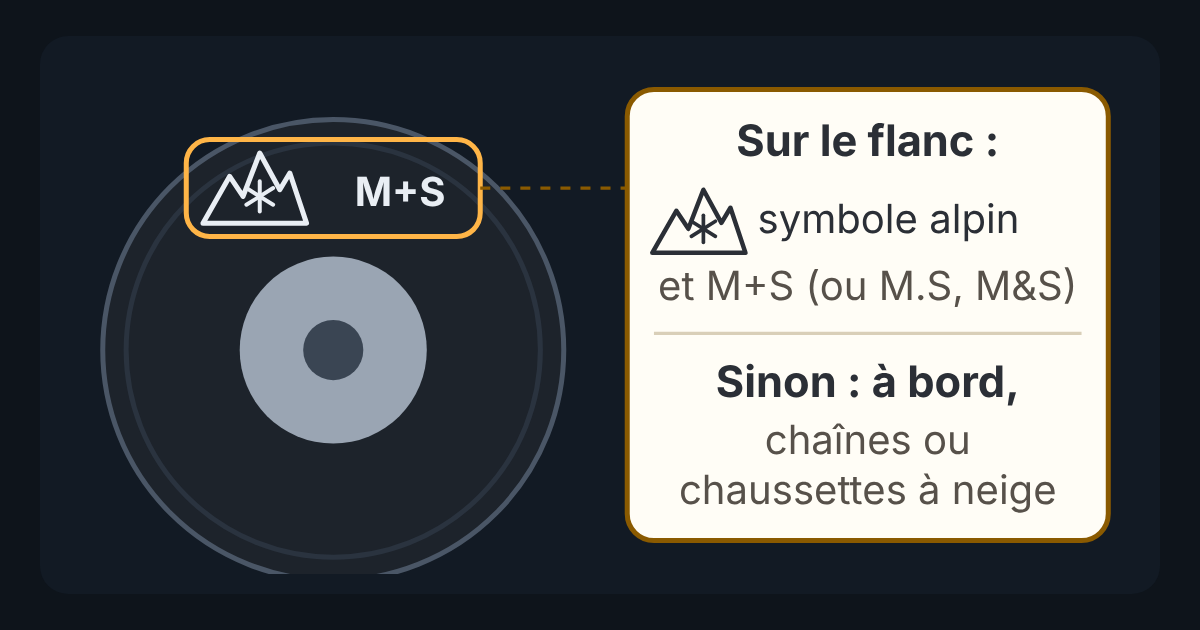 M+S
Sur le flanc :
symbole alpin
et M+S (ou M.S, M&S)
Sinon : à bord,
chaînes ou
chaussettes à neige